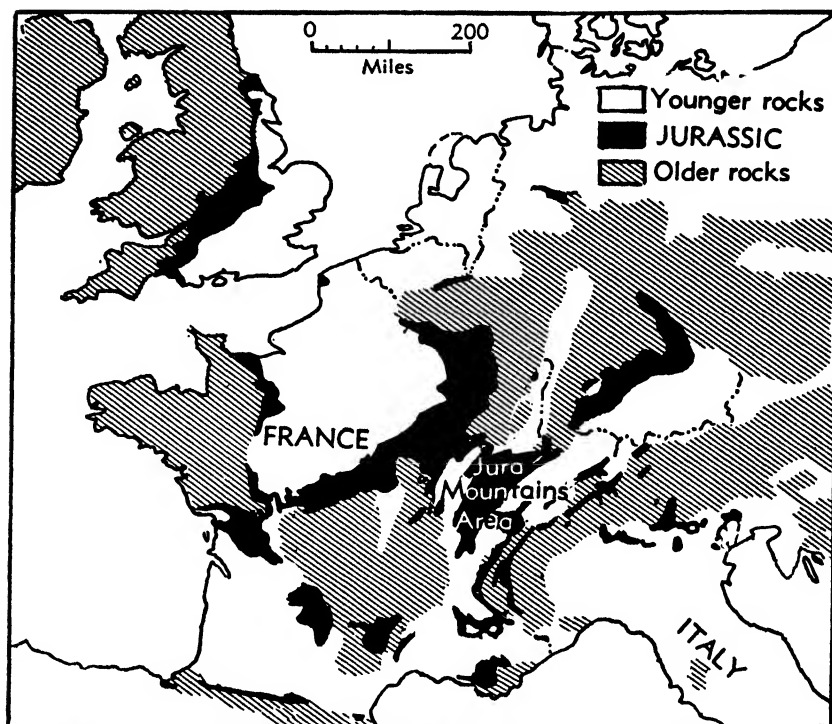 0 200
Miles
Younger rocks
JURASSIC
Older rocks
FRANCE
Jura
Mountains
Area
ITALY